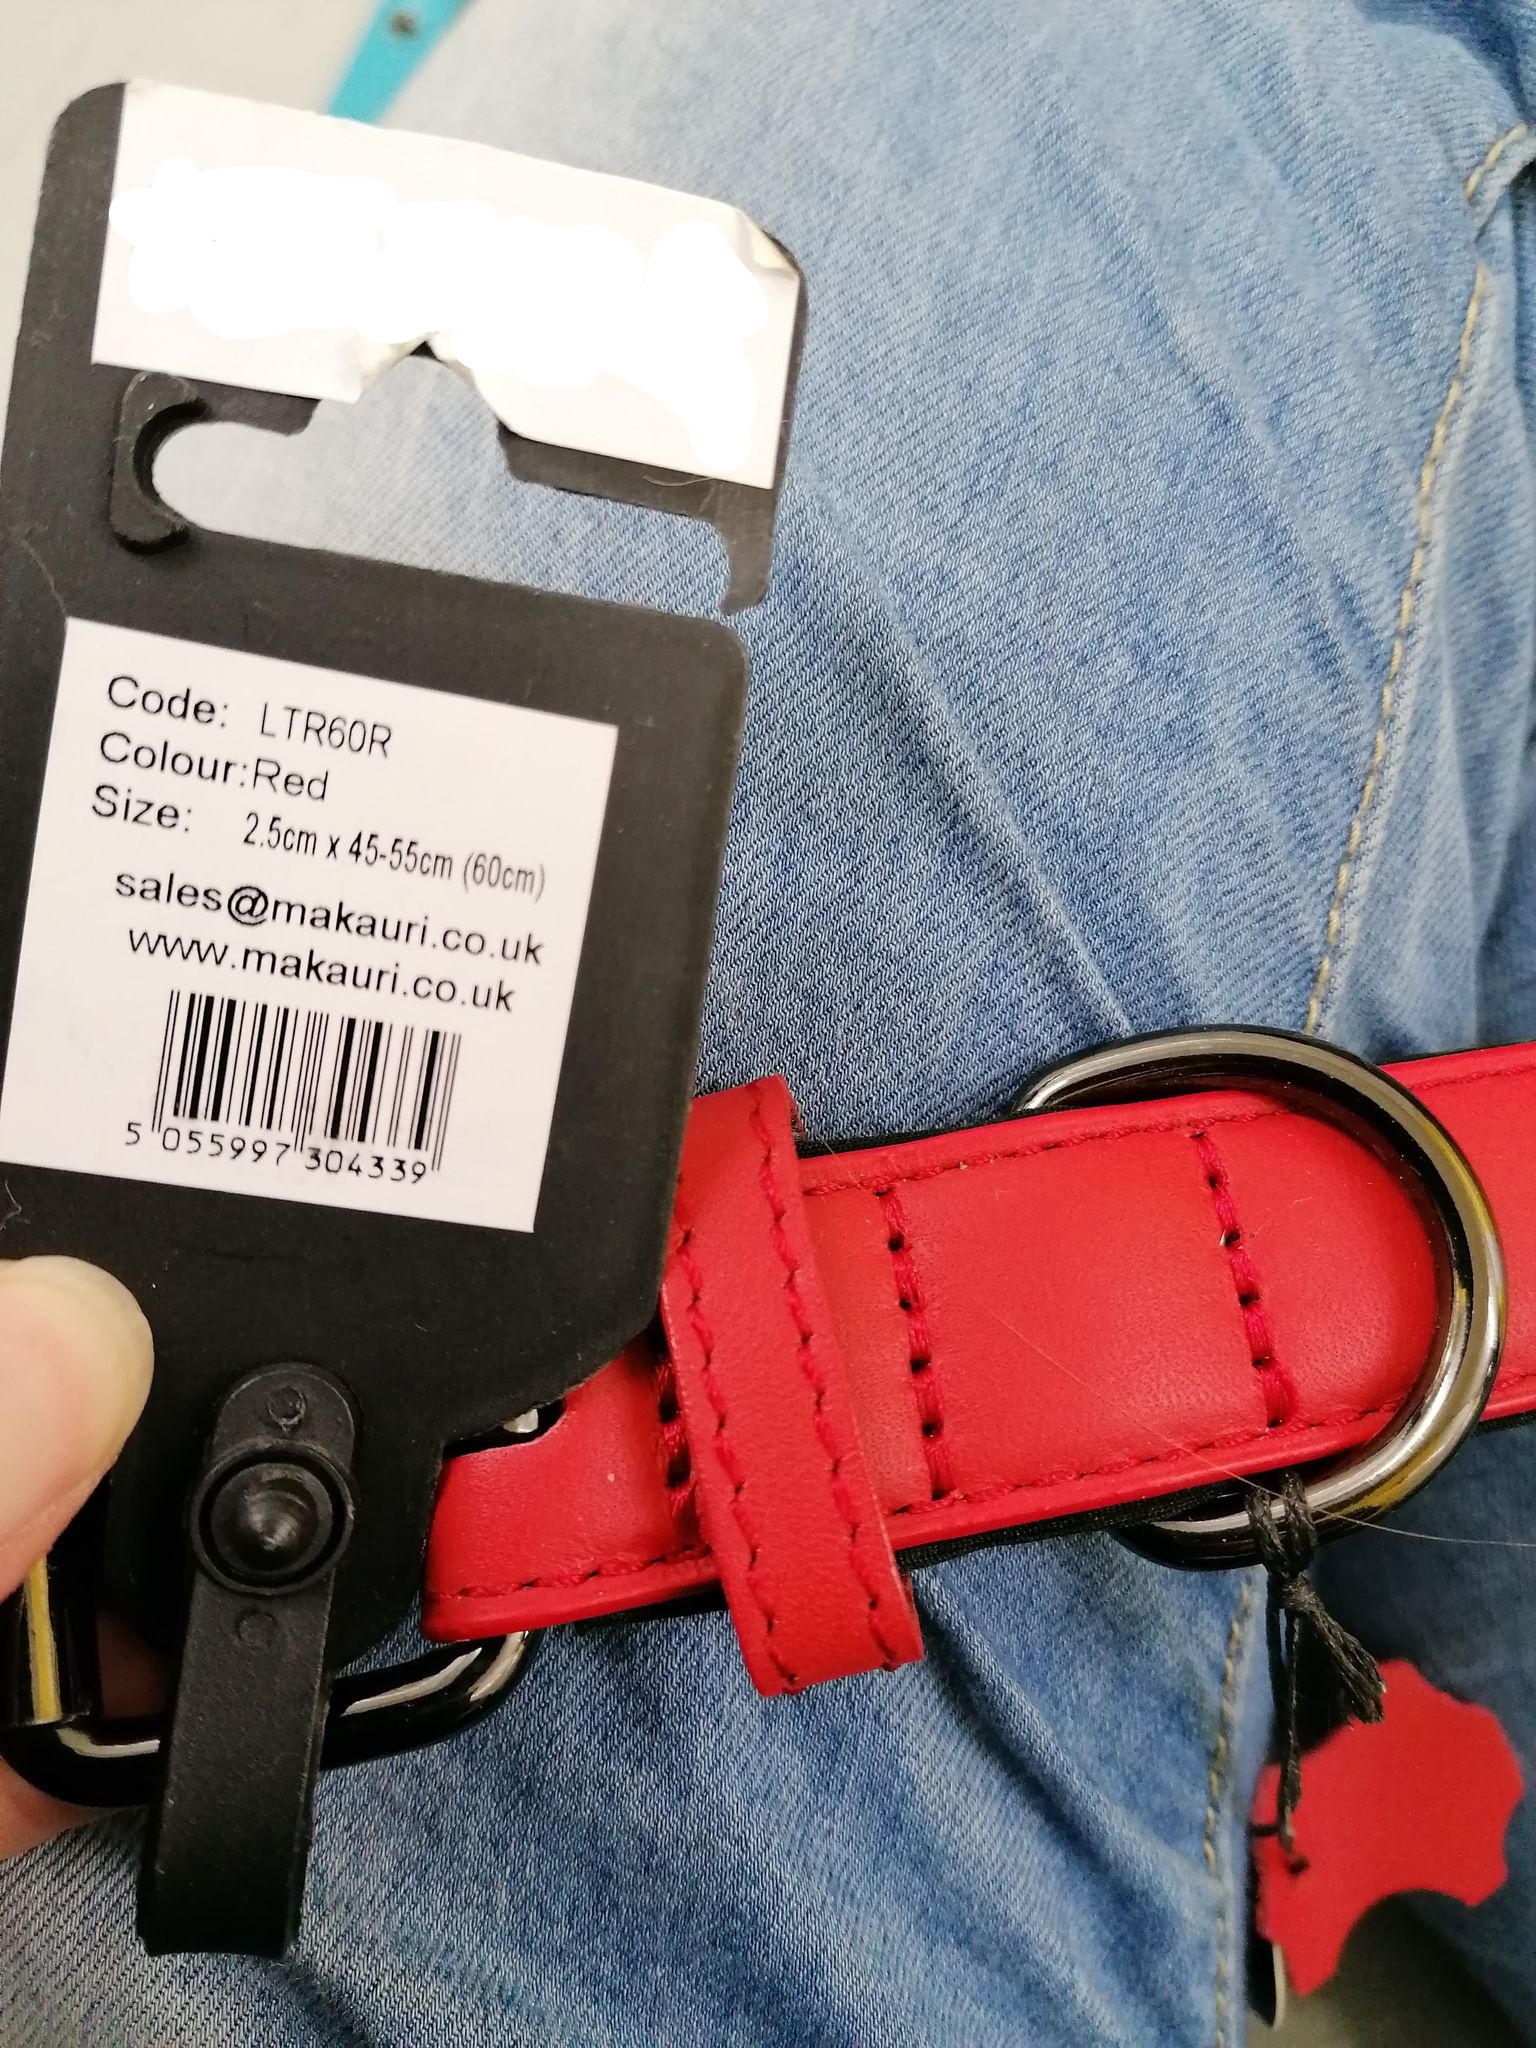 Code: LTR60R
Colour:Red
Size: 2.5cm x 45-55cm (60cm)
sales@makauri.co.uk
www.makauri.co.uk
5 055997 304339